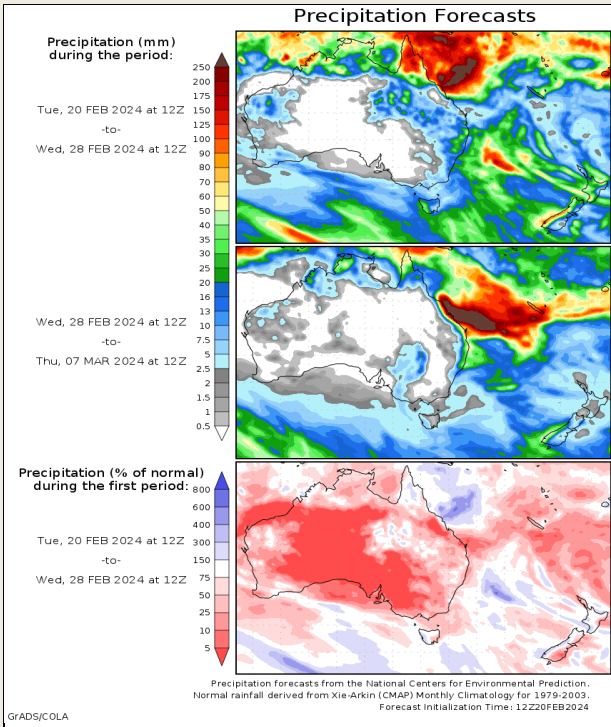 Precipitation Forecasts
Precipitation (mm)
during the period:
Tue, 20 FEB 2024 at 12Z
-to-
Wed, 28 FEB 2024 at 12Z
250
200
175
150
125
100
90
80
70
60
50
40
35
30
25
20
16
13
10
7.5
5
2.5
2
1.5
1
0.5
Wed, 28 FEB 2024 at 12Z
-to-
Thu, 07 MAR 2024 at 12Z
Precipitation (% of normal)
during the first period:
Tue, 20 FEB 2024 at 12Z
-to-
Wed, 28 FEB 2024 at 12Z
800
600
400
300
150
75
50
25
10
5
Precipitation forecasts from the National Centers for Environmental Prediction.
Normal rainfall derived from Xie-Arkin (CMAP) Monthly Climatology for 1979-2003.
Forecast Initialization Time: 12Z20FEB2024
GrADS/COLA